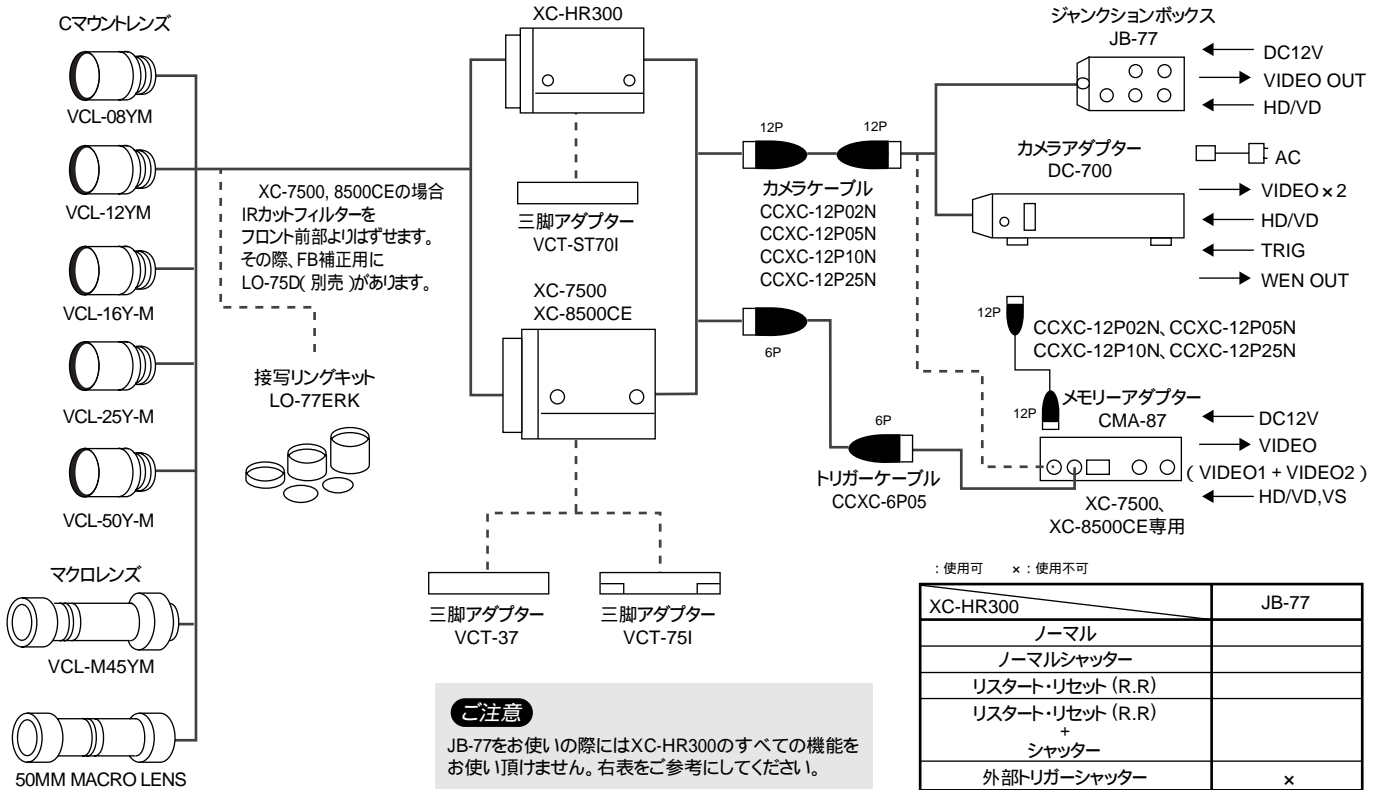 Cマウントレンズ
VCL-08YM
VCL-12YM
VCL-16Y-M
VCL-25Y-M
VCL-50Y-M
マクロレンズ
VCL-M45YM
50MM MACRO LENS
XC-7500, 8500CEの場合
IRカットフィルターを
フロント前部よりはずせます。
その際、FB補正用に
LO-75D( 別売 )があります。
接写リングキット
LO-77ERK
XC-HR300
三脚アダプター
VCT-ST70I
XC-7500
XC-8500CE
三脚アダプター
VCT-37
三脚アダプター
VCT-75I
12P
12P
カメラケーブル
CCXC-12P02N
CCXC-12P05N
CCXC-12P10N
CCXC-12P25N
6P
6P
トリガーケーブル
CCXC-6P05
ジャンクションボックス
JB-77
DC12V
VIDEO OUT
HD/VD
カメラアダプター
DC-700
AC
VIDEO×2
HD/VD
TRIG
WEN OUT
12P
CCXC-12P02N、CCXC-12P05N
CCXC-12P10N、CCXC-12P25N
12P
メモリーアダプター
CMA-87
DC12V
VIDEO
( VIDEO1 + VIDEO2 )
HD/VD,VS
XC-7500、
XC-8500CE専用
ご注意
JB-77をお使いの際にはXC-HR300のすべての機能を
お使い頂けません。右表をご参考にしてください。
: 使用可 × : 使用不可
XC-HR300 JB-77
ノーマル
ノーマルシャッター
リスタート・リセット (R.R)
リスタート・リセット (R.R)
+
シャッター
外部トリガーシャッター ×